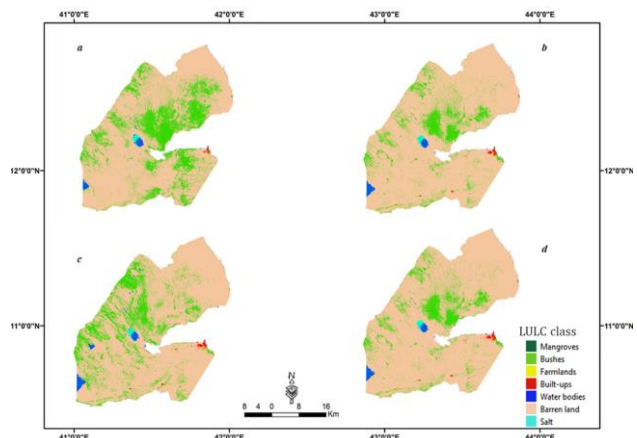 41°0'0"E 42°0'0"E 43°0'0"E 44°0'0"E
a b
12°0'0"N 12°0'0"N
c d
11°0'0"N 11°0'0"N
LULC class
Mangroves
Bushes
Farmlands
Built-ups
Water bodies
Barren land
Salt
N
8 4 0 8 16
Km
41°0'0"E 42°0'0"E 43°0'0"E 44°0'0"E